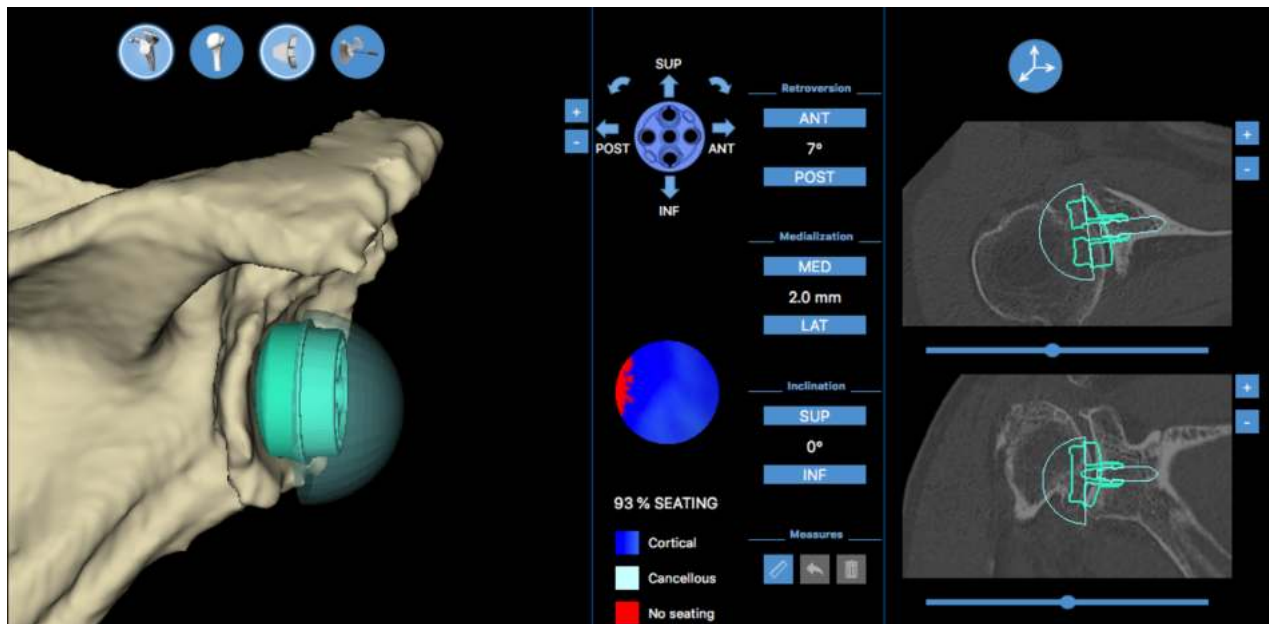 SUP
POST
ANT
INF
93 % SEATING
Cortical
Cancellous
No seating
Retroversion
ANT
7°
POST
Medialization
MED
2.0 mm
LAT
Inclination
SUP
0°
INF
Measures
+
-
+
-
+
-